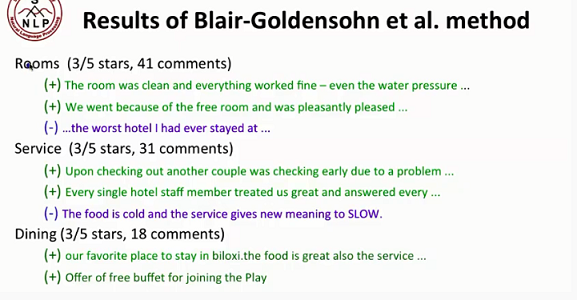 S
NLP
Results of Blair-Goldensohn et al. method
Rooms (3/5 stars, 41 comments)
(+) The room was clean and everything worked fine – even the water pressure ...
(+) We went because of the free room and was pleasantly pleased ...
(-) ...the worst hotel I had ever stayed at ...
Service (3/5 stars, 31 comments)
(+) Upon checking out another couple was checking early due to a problem ...
(+) Every single hotel staff member treated us great and answered every ...
(-) The food is cold and the service gives new meaning to SLOW.
Dining (3/5 stars, 18 comments)
(+) our favorite place to stay in biloxi.the food is great also the service ...
(+) Offer of free buffet for joining the Play